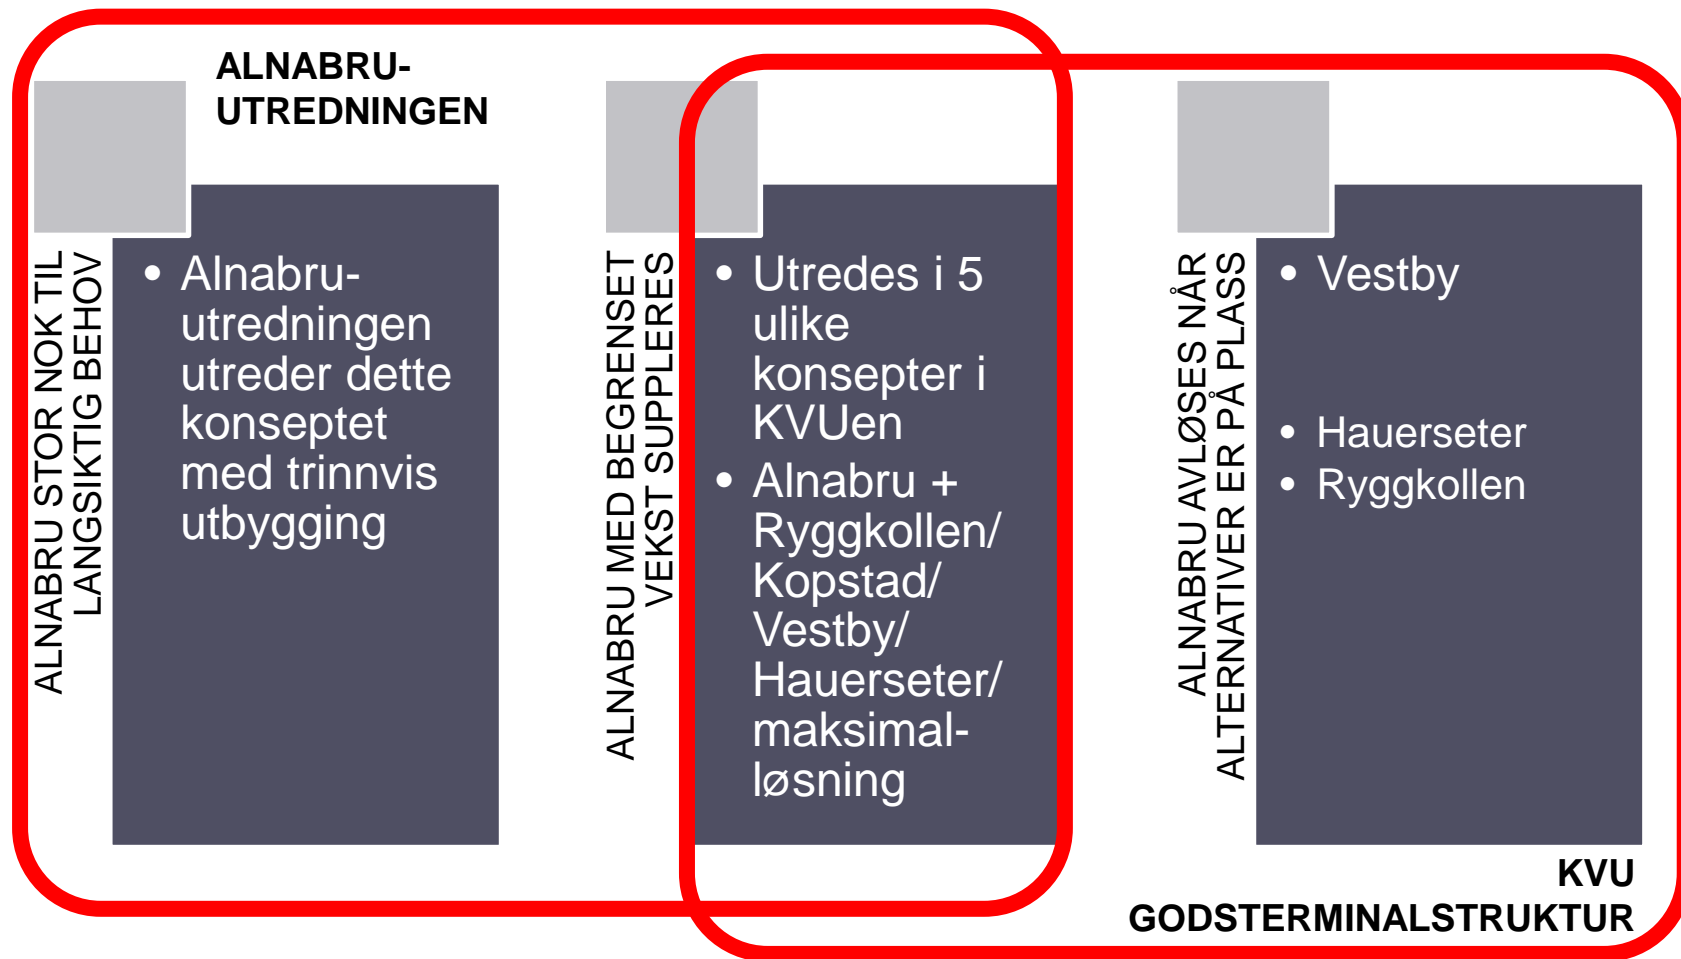 ALNABRU-
UTREDNINGEN
ALNABRU STOR NOK TIL
LANGSIKTIG BEHOV
• Alnabru-
utredningen
utreder dette
konseptet
med trinnvis
utbygging
ALNABRU MED BEGRENSET
VEKST SUPPLERES
• Utredes i 5
ulike
konsepter i
KVUen
• Alnabru +
Ryggkollen/
Kopstad/
Vestby/
Hauerseter/
maksimal-
løsning
ALNABRU AVLØSES NÅR
ALTERNATIVER ER PÅ PLASS
• Vestby
• Hauerseter
• Ryggkollen
KVU
GODSTERMINALSTRUKTUR